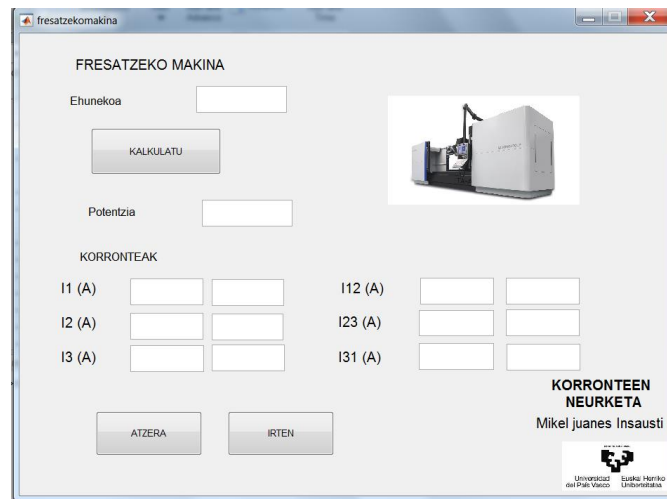 fresatzekomakina
FRESATZEKO MAKINA
Ehunekoa
KALKULATU
Potentzia
KORRONTEAK
I1 (A)
I12 (A)
I2 (A)
I23 (A)
I3 (A)
I31 (A)
KORRONTEEN
NEURKETA
Mikel juanes Insausti
ATZERA
IRTEN
Universidad
del País Vasco
Euskal Herriko
Unibertsitatea